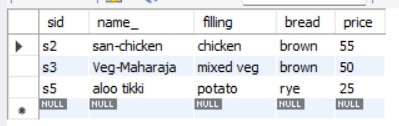 sid name_ filling bread price
s2 san-chicken chicken brown 55
s3 Veg-Maharaja mixed veg brown 50
s5 aloo tikki potato rye 25
NULL NULL NULL NULL NULL